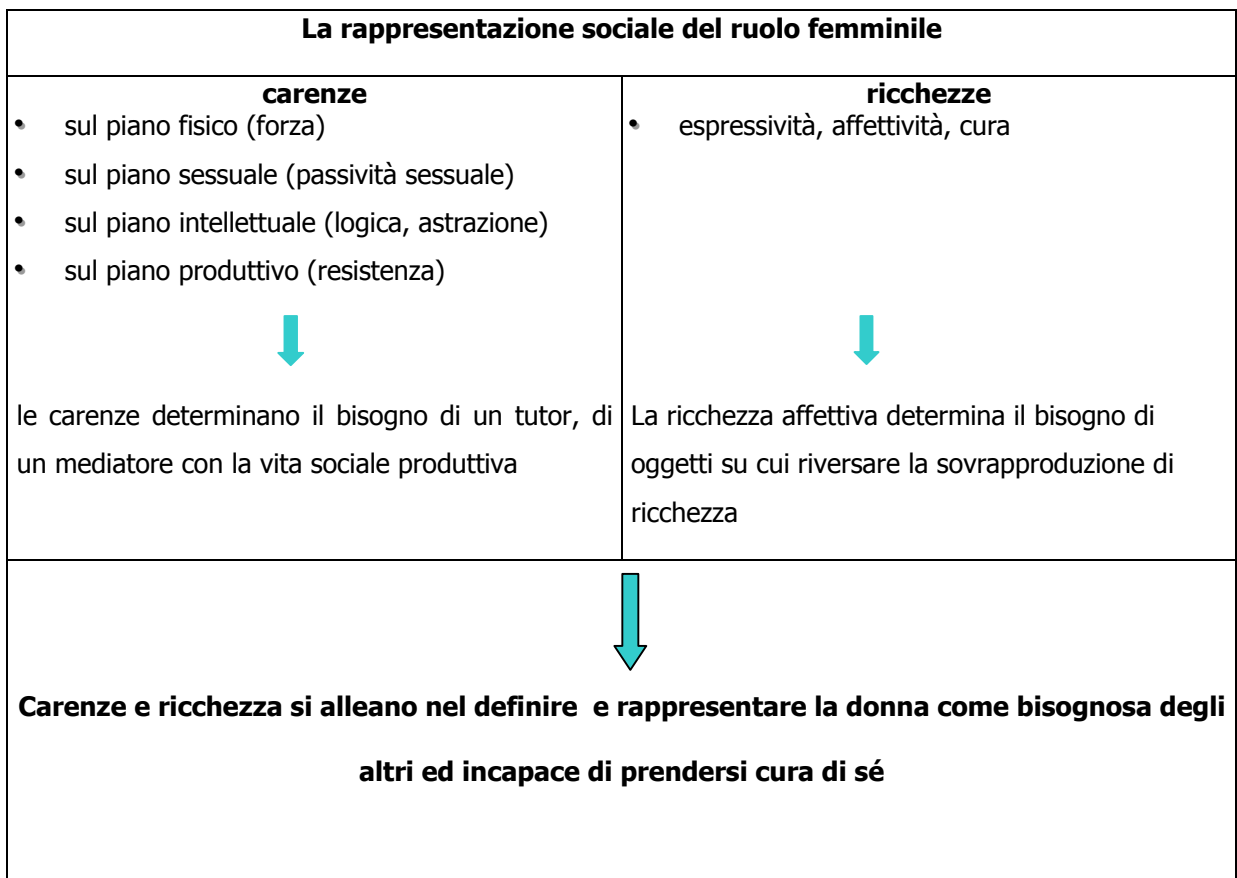 La rappresentazione sociale del ruolo femminile
carenze
• sul piano fisico (forza)
• sul piano sessuale (passività sessuale)
• sul piano intellettuale (logica, astrazione)
• sul piano produttivo (resistenza)
le carenze determinano il bisogno di un tutor, di
un mediatore con la vita sociale produttiva
ricchezze
• espressività, affettività, cura
La ricchezza affettiva determina il bisogno di
oggetti su cui riversare la sovrapproduzione di
ricchezza
Carenze e ricchezza si alleano nel definire e rappresentare la donna come bisognosa degli
altri ed incapace di prendersi cura di sé